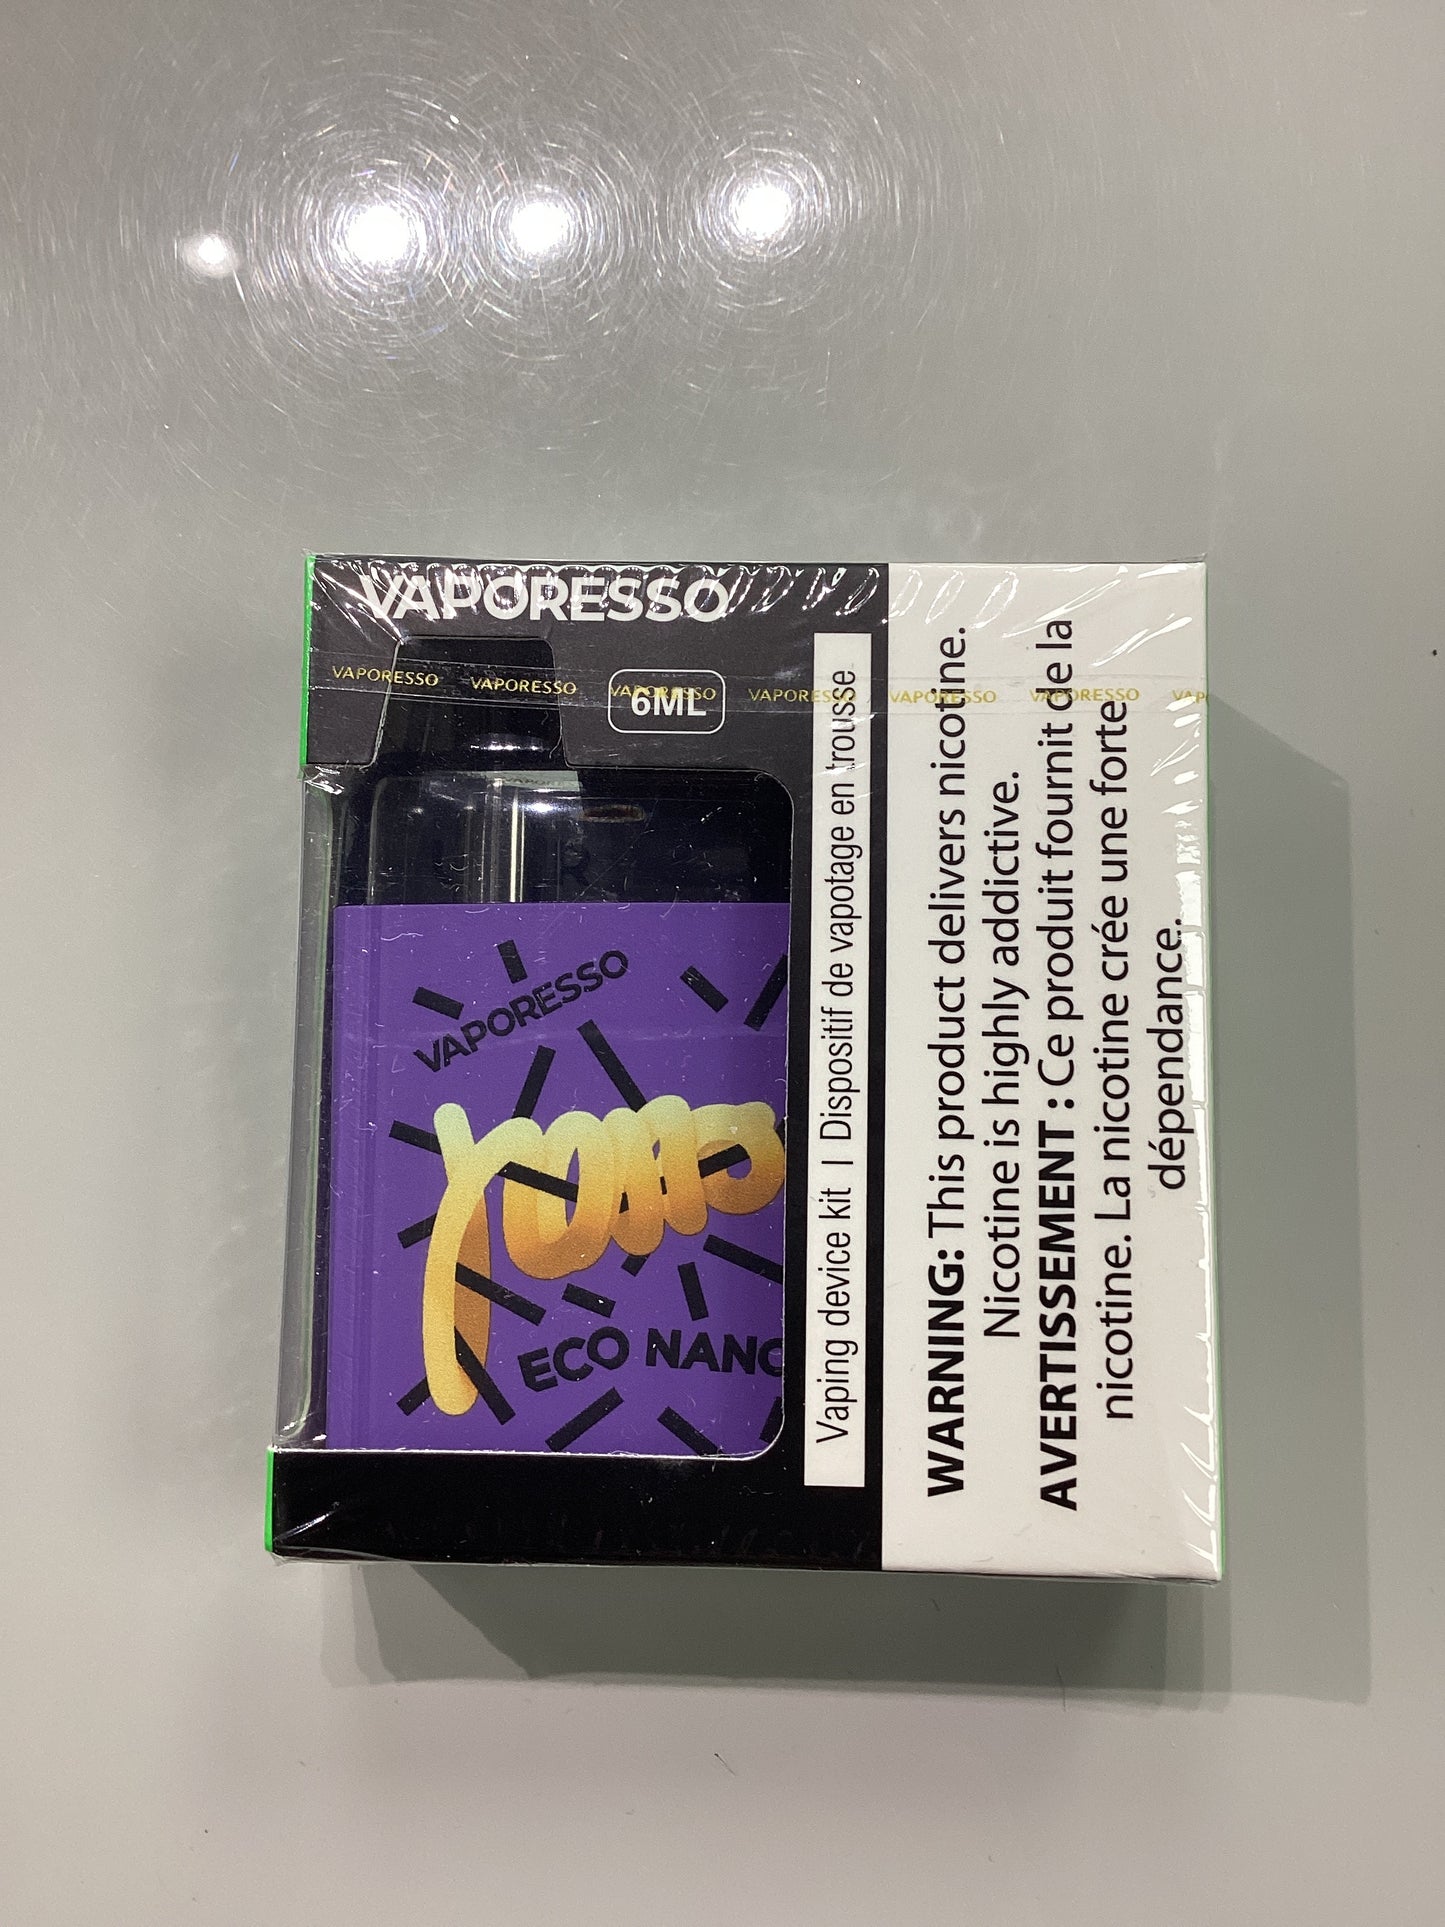 VAPORESSO
VAPORESSO VAPORESSO VAPORESSO VAPORESSO VAPORESSO VAPORESSO VAP
6ML
VAPORESSO
ECO NANO
Vaping device kit | Dispositif de vapotage en trousse
WARNING: This product delivers nicotine.
Nicotine is highly addictive.
AVERTISSEMENT : Ce produit fournit de la
nicotine. La nicotine crée une forte
dépendance.